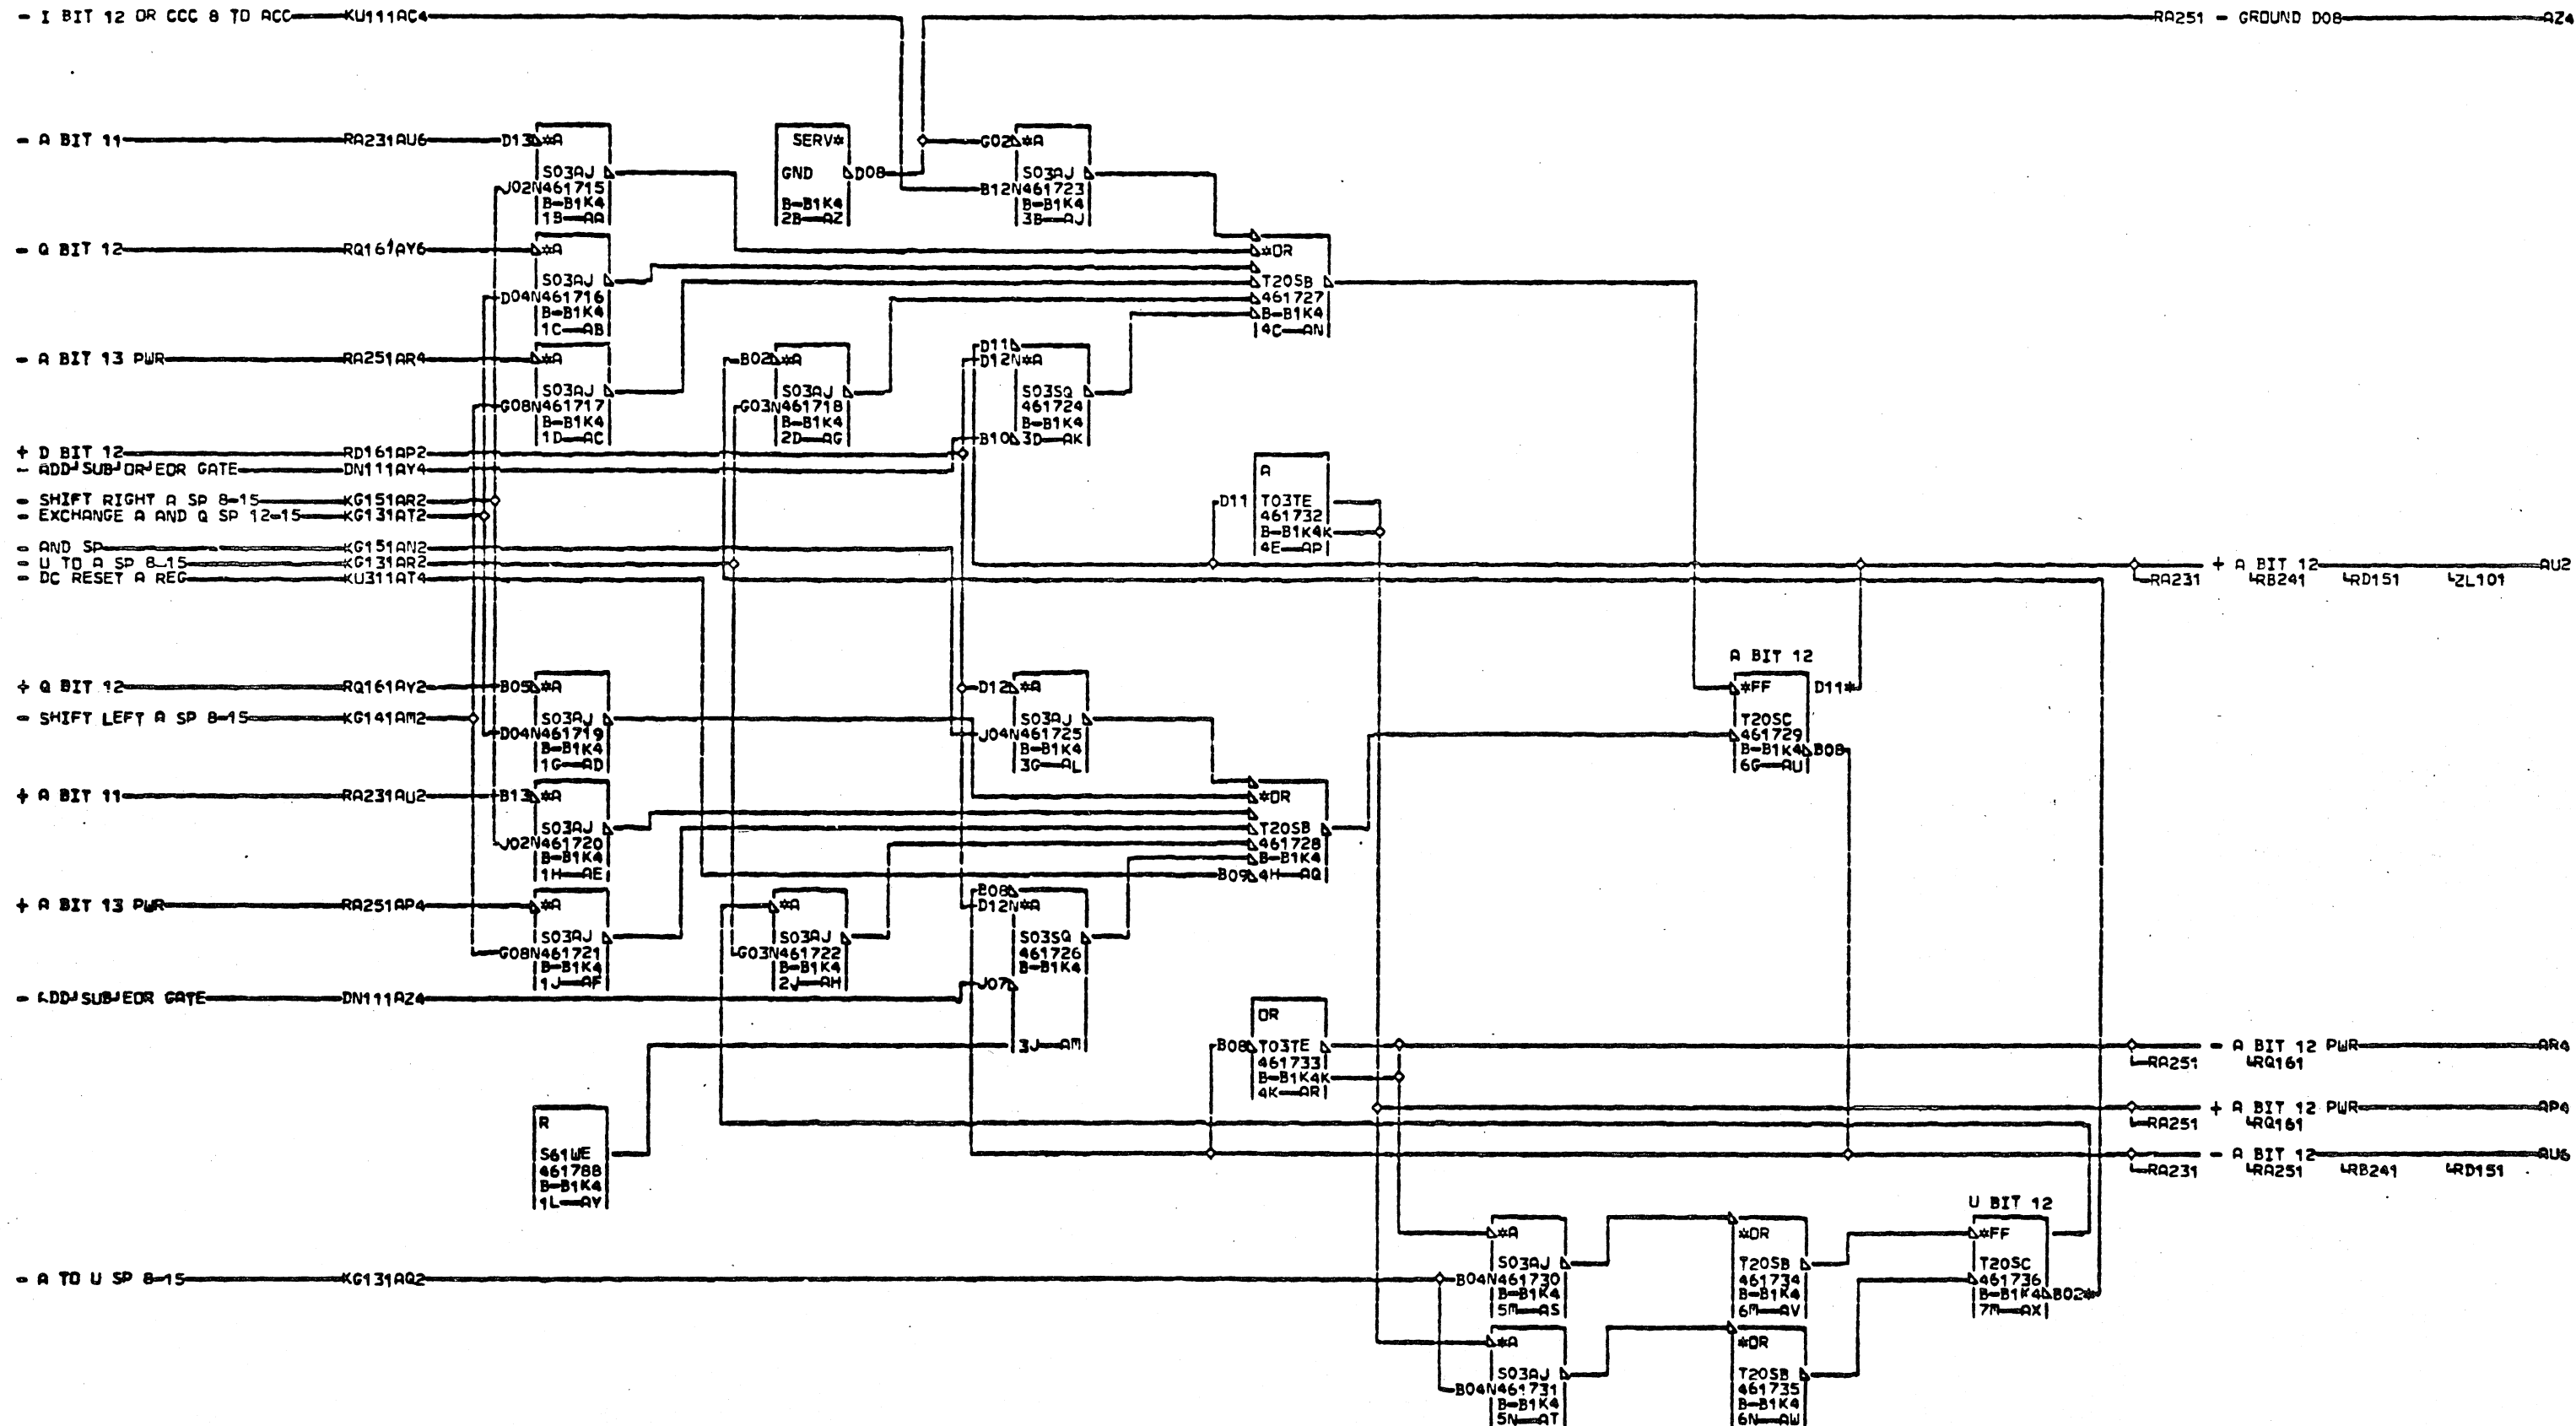 - I BIT 12 OR CCC 8 TO ACC KU111AC4
RA251 - GROUND D08 AZ4
- A BIT 11 RA231AU6 D13 *A
S03AJ
J02N461715
B-B1K4
1B AA
SERV*
GND D08
B-B1K4
2B AZ
G02 *A
S03AJ
B12N461723
B-B1K4
3B AJ
- Q BIT 12 RQ161AY6 *A
S03AJ
D04N461716
B-B1K4
1C AB
*OR
T20SB
461727
B-B1K4
4C AN
- A BIT 13 PWR RA251AR4 *A
S03AJ
G08N461717
B-B1K4
1D AC
B02 *A
S03AJ
G03N461718
B-B1K4
2D AG
D11
D12N*A
S03SQ
461724
B-B1K4
B10 3D AK
+ D BIT 12 RD161AP2
- ADD SUB OR EOR GATE DN111AY4
- SHIFT RIGHT A SP 8-15 KG151AR2
- EXCHANGE A AND Q SP 12-15 KG131AT2
- AND SP KG151AN2
- U TO A SP 8-15 KG131AR2
- DC RESET A REG KU311AT4
A
D11 T03TE
461732
B-B1K4K
4E AP
+ A BIT 12 AU2
RA231 RB241 RD151 ZL101
A BIT 12
*FF D11*
T20SC
461729
B-B1K4 B08
6G AU
+ Q BIT 12 RQ161AY2 B05 *A
- SHIFT LEFT A SP 8-15 KG141AM2
S03AJ
D04N461719
B-B1K4
1G AD
D12 *A
S03AJ
J04N461725
B-B1K4
3G AL
+ A BIT 11 RA231AU2 B13 *A
S03AJ
J02N461720
B-B1K4
1H AE
*OR
T20SB
461728
B-B1K4
B09 4H AQ
+ A BIT 13 PWR RA251AP4 *A
S03AJ
G08N461721
B-B1K4
1J AF
*A
S03AJ
G03N461722
B-B1K4
2J AH
B08
D12N*A
S03SQ
461726
B-B1K4
J07
3J AM
- ADD SUB EOR GATE DN111AZ4
OR
B08 T03TE
461733
B-B1K4K
4K AR
- A BIT 12 PWR AR4
RA251 RQ161
+ A BIT 12 PWR AP4
RA251 RQ161
- A BIT 12 AU6
RA231 RA251 RB241 RD151
R
S61WE
461788
B-B1K4
1L AY
- A TO U SP 8-15 KG131AQ2
*A
S03AJ
B04N461730
B-B1K4
5M AS
*OR
T20SB
461734
B-B1K4
6M AV
U BIT 12
*FF
T20SC
461736
B-B1K4 B02*
7M AX
*A
S03AJ
B04N461731
B-B1K4
5N AT
*OR
T20SB
461735
B-B1K4
6N AW